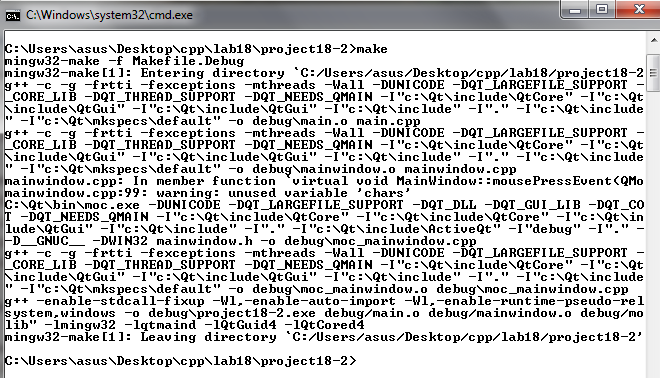 C:\Windows\system32\cmd.exe
C:\Users\asus\Desktop\cpp\lab18\project18-2>make
mingw32-make -f Makefile.Debug
mingw32-make[1]: Entering directory `C:/Users/asus/Desktop/cpp/lab18/project18-2
g++ -c -g -frtti -fexceptions -mthreads -Wall -DUNICODE -DQT_LARGEFILE_SUPPORT -
_CORE_LIB -DQT_THREAD_SUPPORT -DQT_NEEDS_QMAIN -I"c:\Qt\include\QtCore" -I"c:\Qt
\include\QtGui" -I"c:\Qt\include\QtGui" -I"c:\Qt\include" -I"." -I"c:\Qt\include
" -I"c:\Qt\mkspecs\default" -o debug\main.o main.cpp
g++ -c -g -frtti -fexceptions -mthreads -Wall -DUNICODE -DQT_LARGEFILE_SUPPORT -
_CORE_LIB -DQT_THREAD_SUPPORT -DQT_NEEDS_QMAIN -I"c:\Qt\include\QtCore" -I"c:\Qt
\include\QtGui" -I"c:\Qt\include\QtGui" -I"c:\Qt\include" -I"." -I"c:\Qt\include
" -I"c:\Qt\mkspecs\default" -o debug\mainwindow.o mainwindow.cpp
mainwindow.cpp: In member function `virtual void MainWindow::mousePressEvent(QMo
mainwindow.cpp:99: warning: unused variable 'chars'
C:\Qt\bin\moc.exe -DUNICODE -DQT_LARGEFILE_SUPPORT -DQT_DLL -DQT_GUI_LIB -DQT_CO
T -DQT_NEEDS_QMAIN -I"c:\Qt\include\QtCore" -I"c:\Qt\include\QtCore" -I"c:\Qt\in
lude\QtGui" -I"c:\Qt\include" -I"." -I"c:\Qt\include\ActiveQt" -I"debug" -I"." -
-D__GNUC__ -DWIN32 mainwindow.h -o debug\moc_mainwindow.cpp
g++ -c -g -frtti -fexceptions -mthreads -Wall -DUNICODE -DQT_LARGEFILE_SUPPORT -
_CORE_LIB -DQT_THREAD_SUPPORT -DQT_NEEDS_QMAIN -I"c:\Qt\include\QtCore" -I"c:\Qt
\include\QtGui" -I"c:\Qt\include\QtGui" -I"c:\Qt\include" -I"." -I"c:\Qt\include
" -I"c:\Qt\mkspecs\default" -o debug\moc_mainwindow.o debug\moc_mainwindow.cpp
g++ -enable-stdcall-fixup -Wl,-enable-auto-import -Wl,-enable-runtime-pseudo-rel
system,windows -o debug\project18-2.exe debug/main.o debug/mainwindow.o debug/mo
lib" -lmingw32 -lqtmaind -lQtGuid4 -lQtCored4
mingw32-make[1]: Leaving directory `C:/Users/asus/Desktop/cpp/lab18/project18-2'
C:\Users\asus\Desktop\cpp\lab18\project18-2>